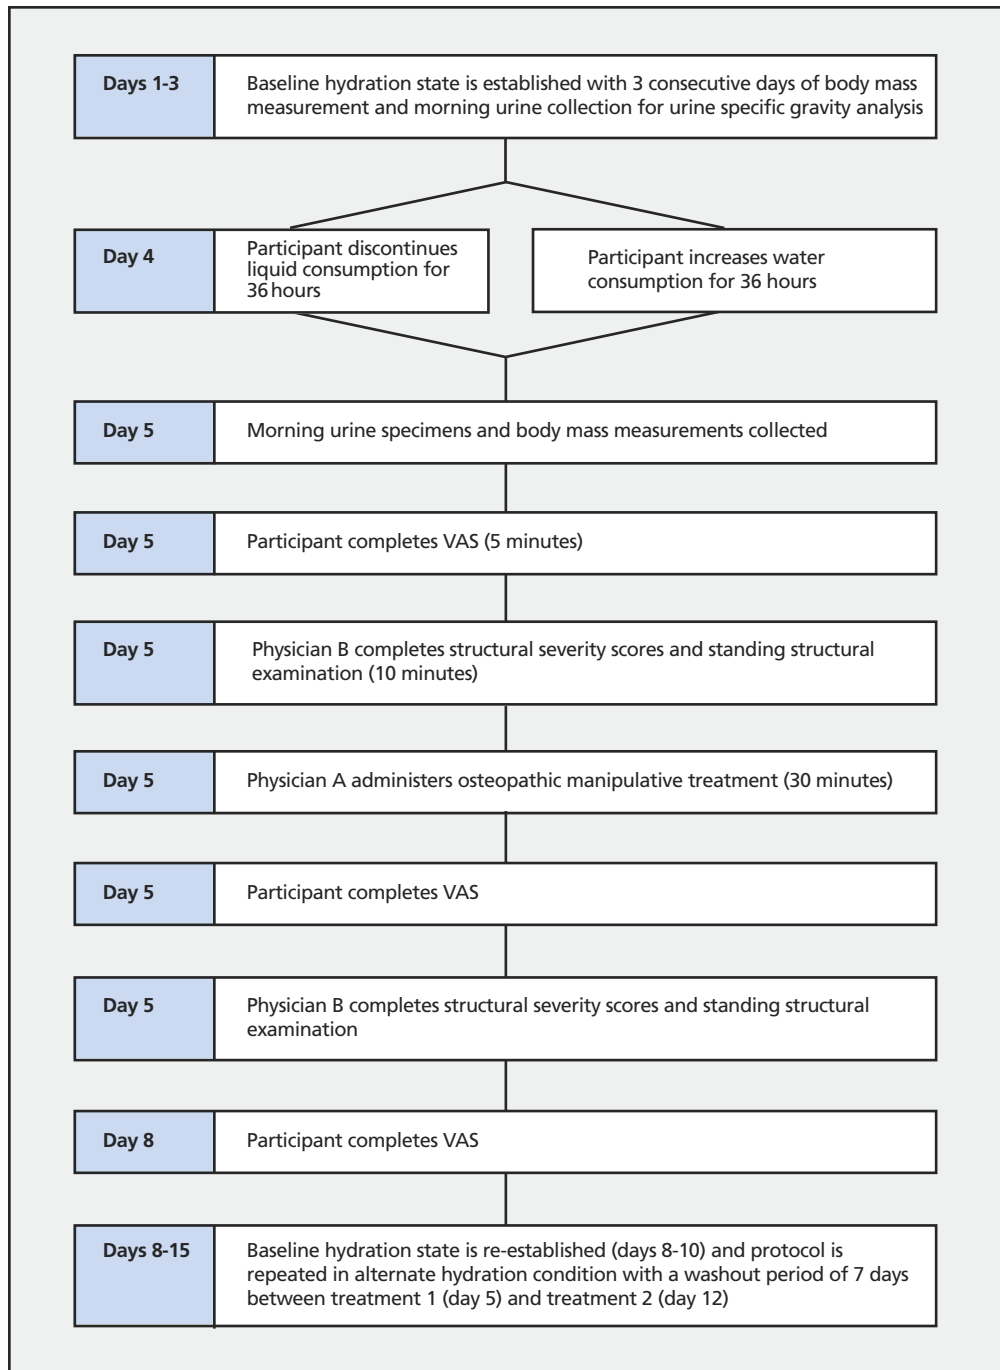 Days 1-3
Baseline hydration state is established with 3 consecutive days of body mass
measurement and morning urine collection for urine specific gravity analysis
Day 4
Participant discontinues
liquid consumption for
36 hours
Participant increases water
consumption for 36 hours
Day 5
Morning urine specimens and body mass measurements collected
Day 5
Participant completes VAS (5 minutes)
Day 5
Physician B completes structural severity scores and standing structural
examination (10 minutes)
Day 5
Physician A administers osteopathic manipulative treatment (30 minutes)
Day 5
Participant completes VAS
Day 5
Physician B completes structural severity scores and standing structural
examination
Day 8
Participant completes VAS
Days 8-15
Baseline hydration state is re-established (days 8-10) and protocol is
repeated in alternate hydration condition with a washout period of 7 days
between treatment 1 (day 5) and treatment 2 (day 12)